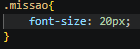 .missao{
    font-size: 20px;
}